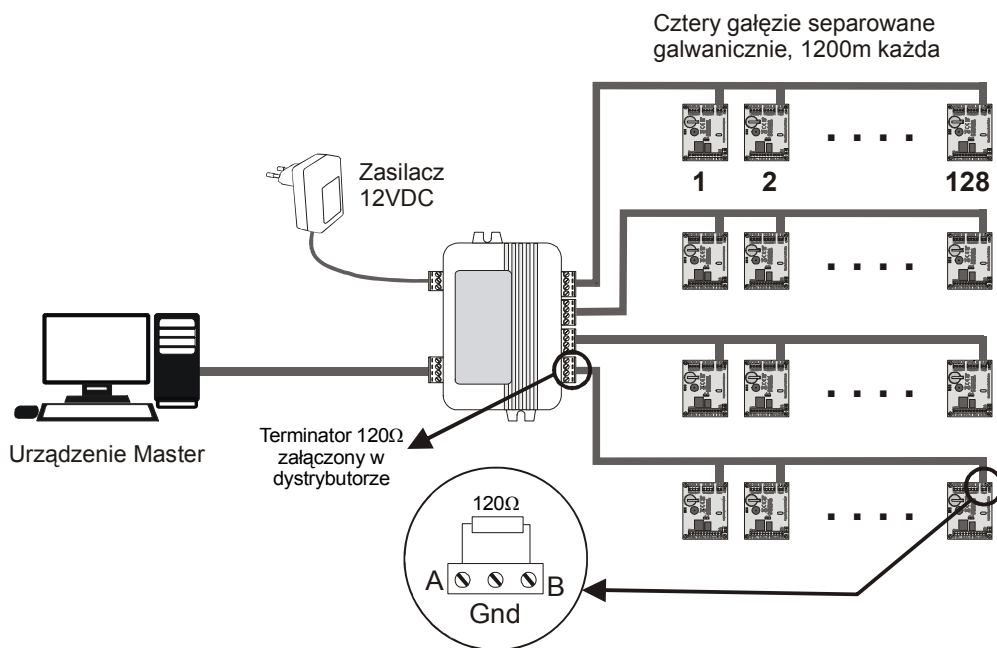 Cztery gałęzie separowane
galwanicznie, 1200m każda
Zasilacz
12VDC
1 2 128
Urządzenie Master
Terminator 120Ω
załączony w
dystrybutorze
120Ω
A B
Gnd